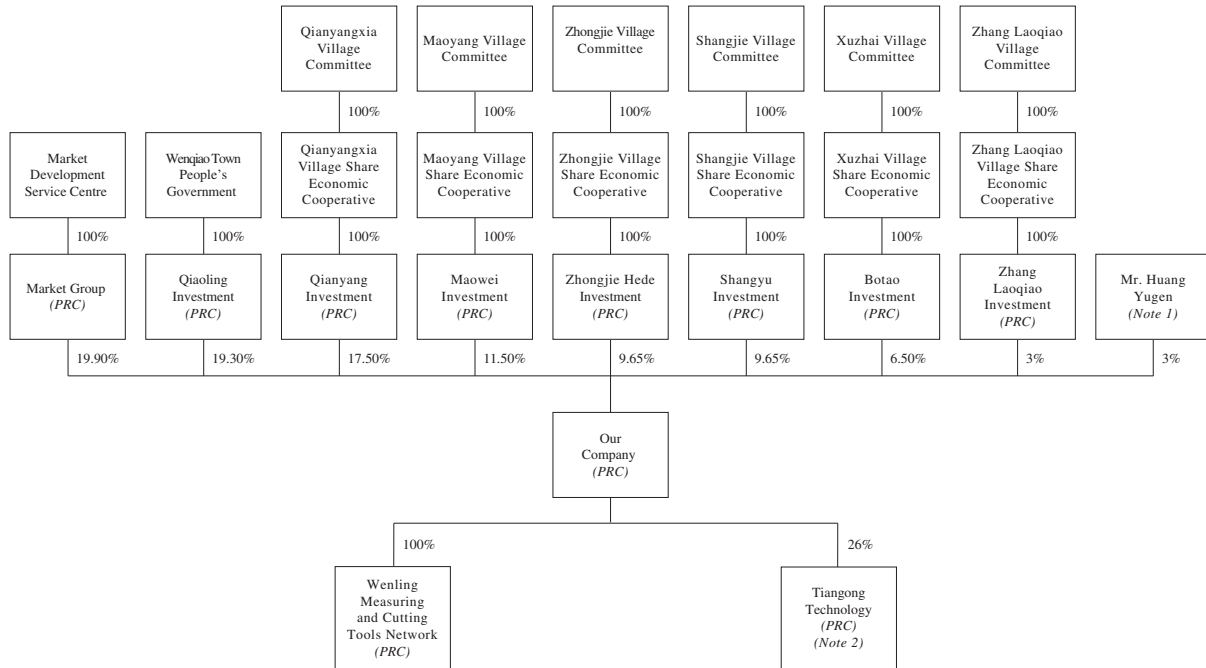 Qianyangxia
Village
Committee
Maoyang Village
Committee
Zhongjie Village
Committee
Shangjie Village
Committee
Xuzhai Village
Committee
Zhang Laoqiao
Village
Committee
100%
100%
100%
100%
100%
100%
Market
Development
Service Centre
Wenqiao Town
People's
Government
Qianyangxia
Village Share
Economic
Cooperative
Maoyang Village
Share Economic
Cooperative
Zhongjie Village
Share Economic
Cooperative
Shangjie Village
Share Economic
Cooperative
Xuzhai Village
Share Economic
Cooperative
Zhang Laoqiao
Village Share
Economic
Cooperative
100%
100%
100%
100%
100%
100%
100%
100%
Market Group
(PRC)
Qiaoling
Investment
(PRC)
Qianyang
Investment
(PRC)
Maowei
Investment
(PRC)
Zhongjie Hede
Investment
(PRC)
Shangyu
Investment
(PRC)
Botao
Investment
(PRC)
Zhang
Laoqiao
Investment
(PRC)
Mr. Huang
Yugen
(Note 1)
19.90%
19.30%
17.50%
11.50%
9.65%
9.65%
6.50%
3%
3%
Our
Company
(PRC)
100%
26%
Wenling
Measuring
and Cutting
Tools Network
(PRC)
Tiangong
Technology
(PRC)
(Note 2)